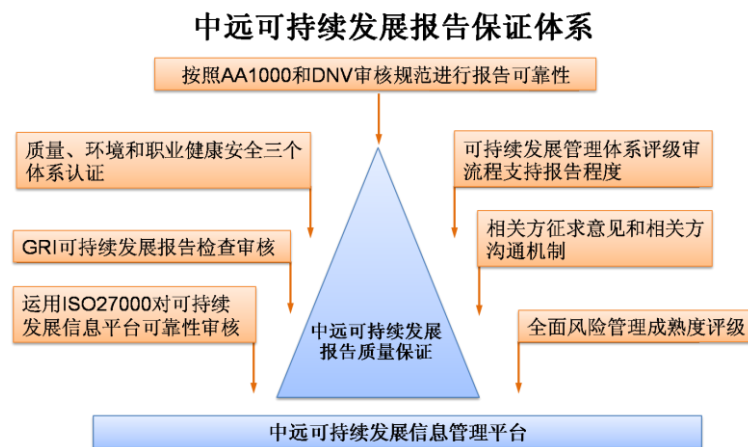 中远可持续发展报告保证体系
按照AA1000和DNV审核规范进行报告可靠性
质量、环境和职业健康安全三个
体系认证
可持续发展管理体系评级审
流程支持报告程度
GRI可持续发展报告检查审核
相关方征求意见和相关方
沟通机制
运用ISO27000对可持续
发展信息平台可靠性审核
全面风险管理成熟度评级
中远可持续发展
报告质量保证
中远可持续发展信息管理平台